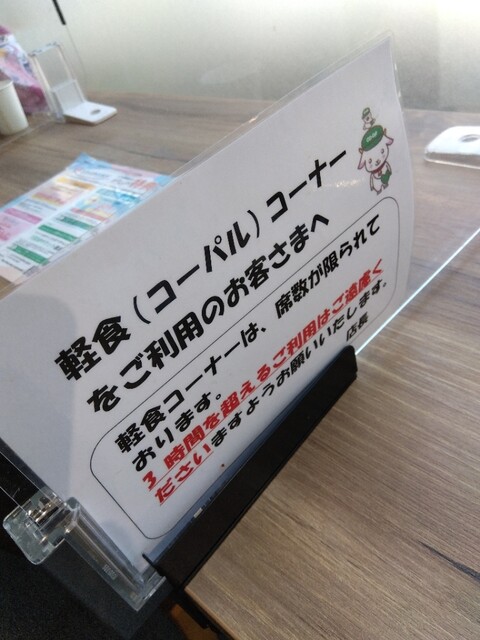 軽食（コーパル）コーナー
をご利用のお客さまへ
軽食コーナーは、席数が限られて
おります。
3 時間を超えるご利用はご遠慮く
ださいますようお願いいたします。
店長